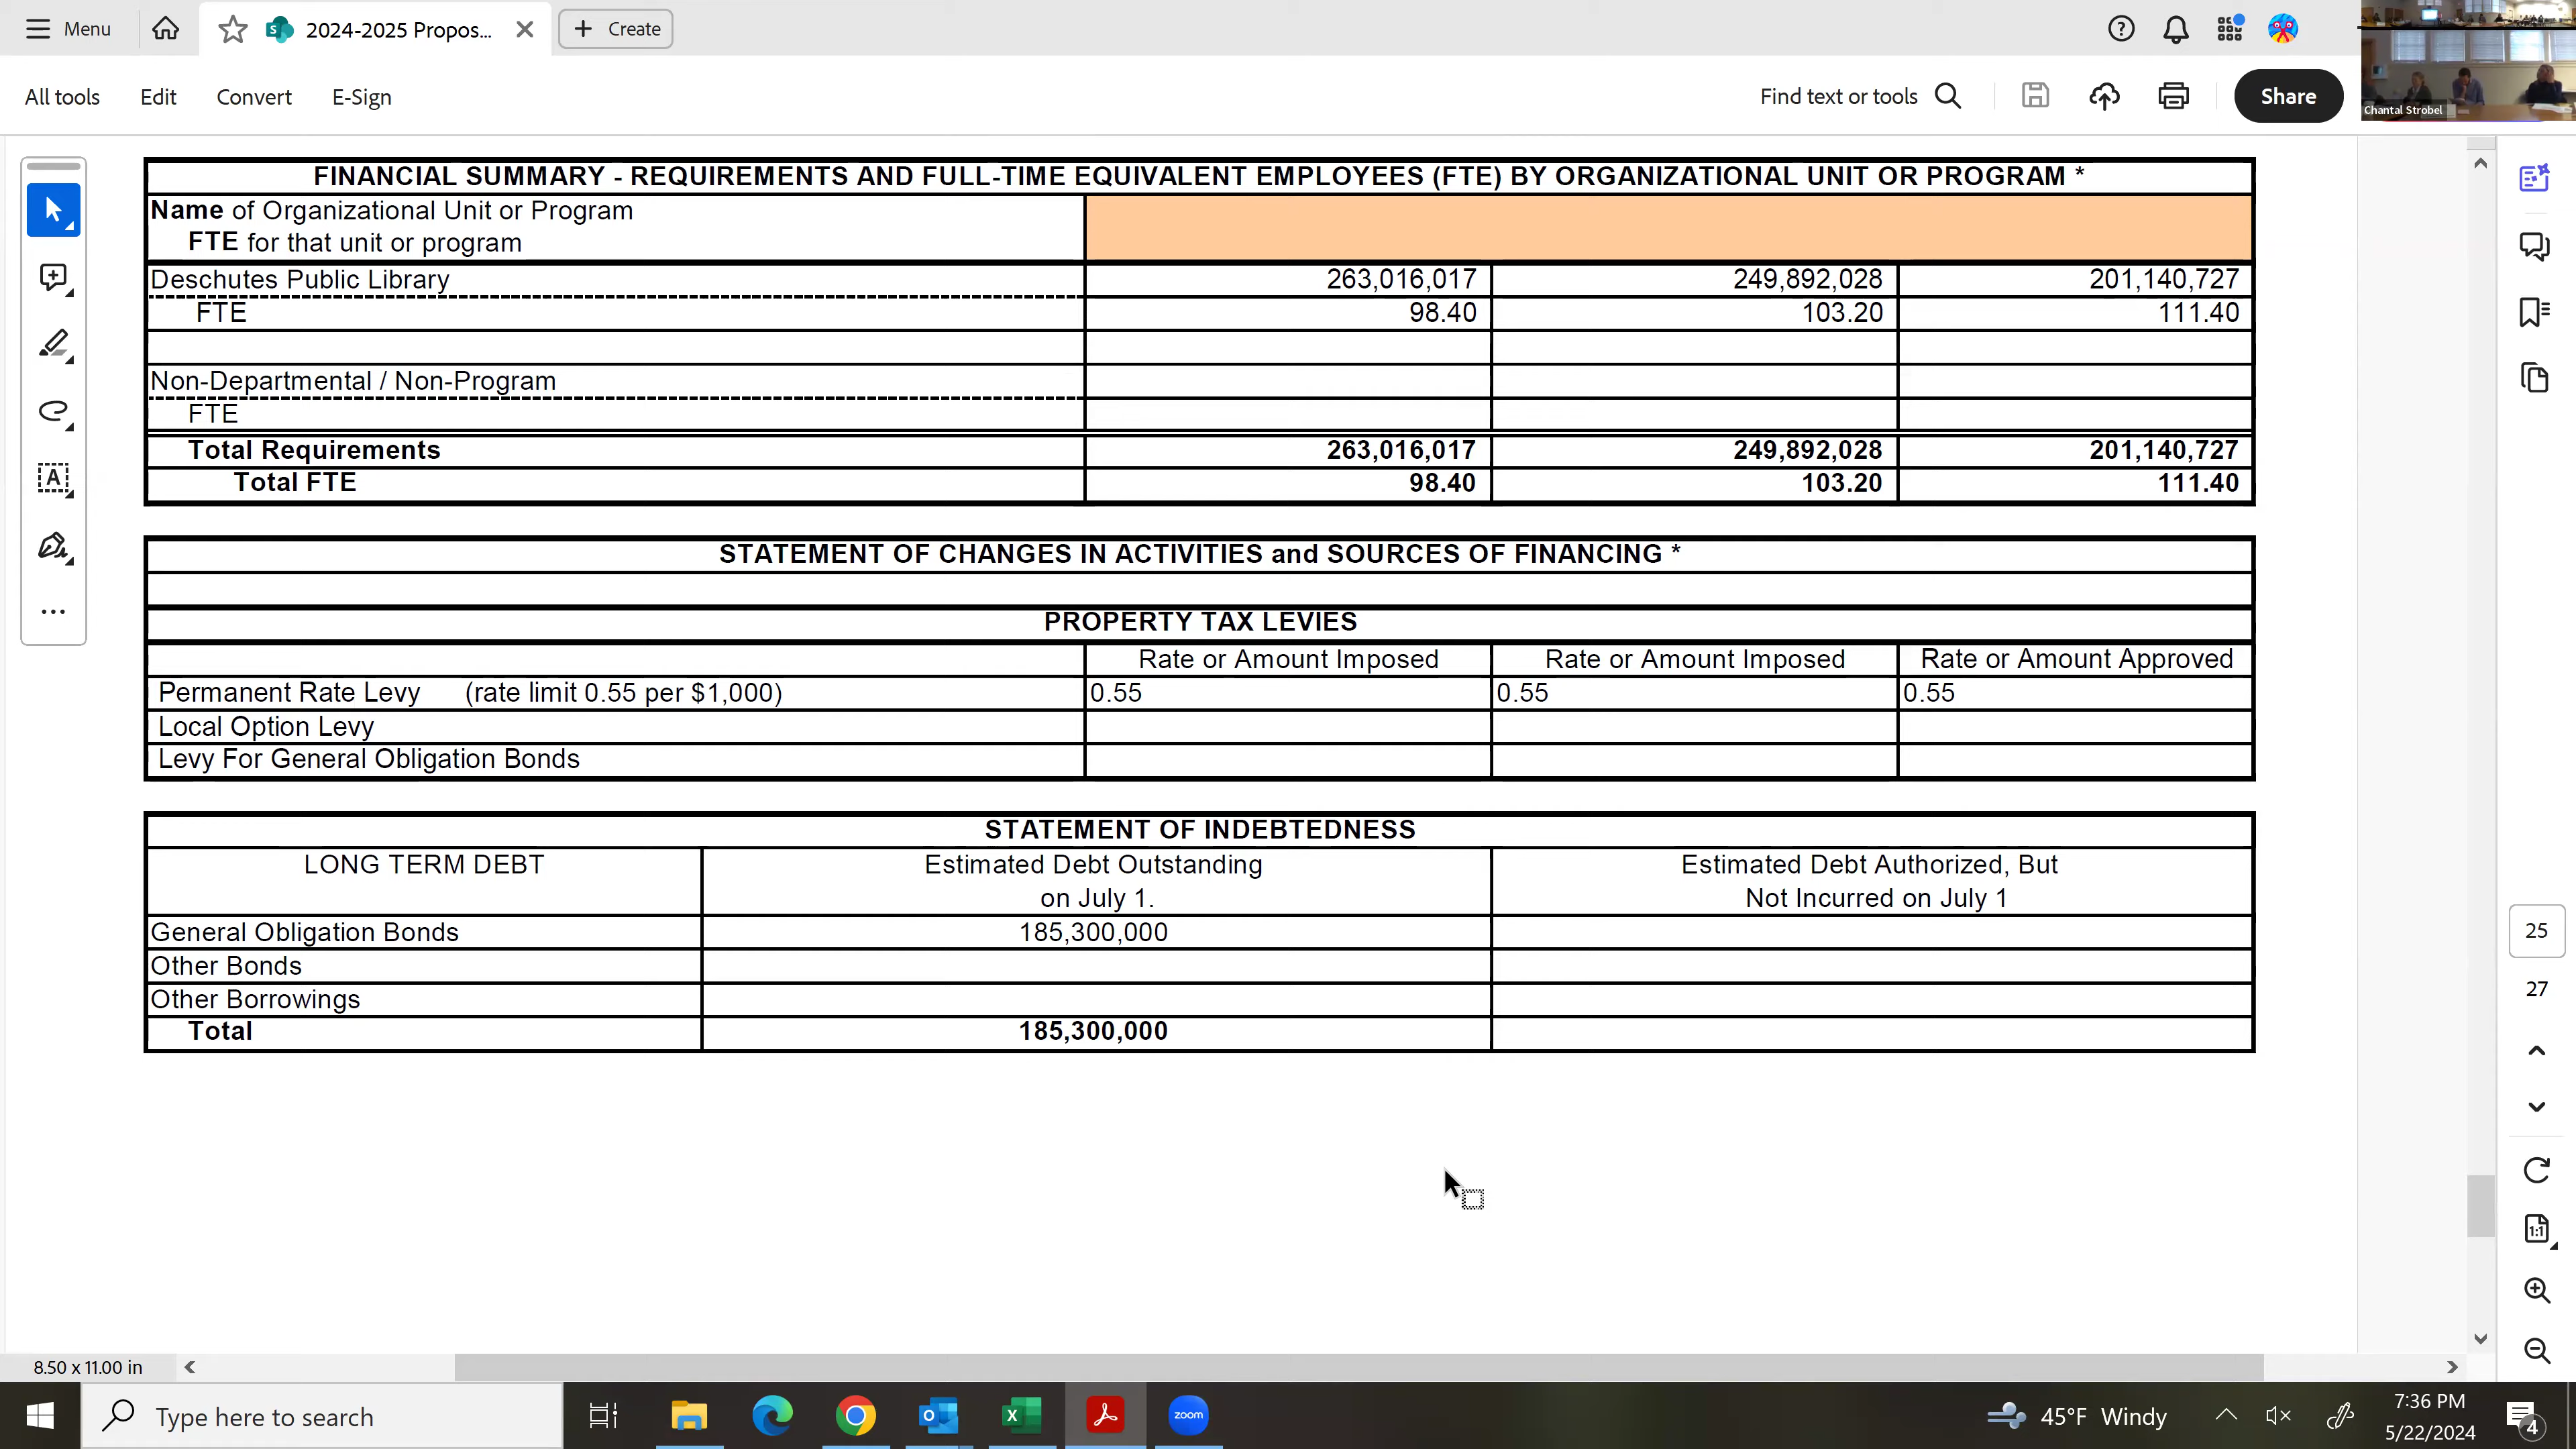 Menu
2024-2025 Propos...
Create
All tools
Edit
Convert
E-Sign
Find text or tools
Share
Chantal Strobel
FINANCIAL SUMMARY - REQUIREMENTS AND FULL-TIME EQUIVALENT EMPLOYEES (FTE) BY ORGANIZATIONAL UNIT OR PROGRAM *
Name of Organizational Unit or Program
FTE for that unit or program
Deschutes Public Library 263,016,017 249,892,028 201,140,727
FTE 98.40 103.20 111.40
Non-Departmental / Non-Program
FTE
Total Requirements 263,016,017 249,892,028 201,140,727
Total FTE 98.40 103.20 111.40
STATEMENT OF CHANGES IN ACTIVITIES and SOURCES OF FINANCING *
PROPERTY TAX LEVIES
Rate or Amount Imposed Rate or Amount Imposed Rate or Amount Approved
Permanent Rate Levy (rate limit 0.55 per $1,000) 0.55 0.55 0.55
Local Option Levy
Levy For General Obligation Bonds
STATEMENT OF INDEBTEDNESS
LONG TERM DEBT Estimated Debt Outstanding Estimated Debt Authorized, But
on July 1. Not Incurred on July 1
General Obligation Bonds 185,300,000
Other Bonds
Other Borrowings
Total 185,300,000
25
27
1:1
8.50 x 11.00 in
Type here to search
zoom
45°F Windy
7:36 PM
5/22/2024
4